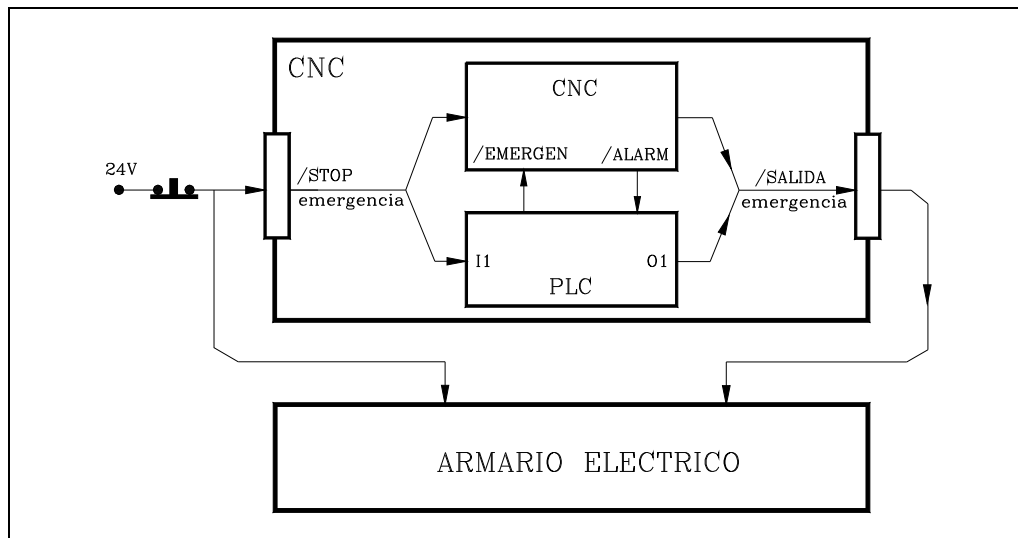 CNC
CNC
/EMERGEN /ALARM
24V
/STOP
emergencia
/SALIDA
emergencia
I1 O1
PLC
ARMARIO ELECTRICO